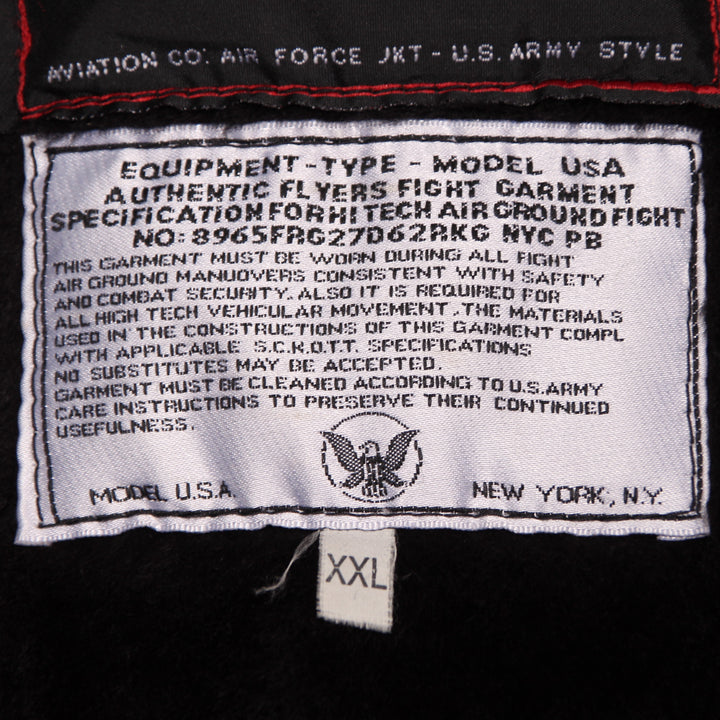 AVIATION CO: AIR FORCE JKT - U.S. ARMY STYLE
EQUIPMENT - TYPE - MODEL USA
AUTHENTIC FLYERS FIGHT GARMENT
SPECIFICATION FOR HI TECH AIR GROUND FIGHT
NO: 8965FRG27D62RKG NYC PB
THIS GARMENT MUST BE WORN DURING ALL FIGHT
AIR GROUND MANUOVERS CONSISTENT WITH SAFETY
AND COMBAT SECURITY. ALSO IT IS REQUIRED FOR
ALL HIGH TECH VEHICULAR MOVEMENT. THE MATERIALS
USED IN THE CONSTRUCTIONS OF THIS GARMENT COMPL
WITH APPLICABLE S.C.R.O.T.T. SPECIFICATIONS
NO SUBSTITUTES MAY BE ACCEPTED.
GARMENT MUST BE CLEANED ACCORDING TO U.S.ARMY
CARE INSTRUCTIONS TO PRESERVE THEIR CONTINUED
USEFULNESS.
MODEL U.S.A. NEW YORK, N.Y.
XXL